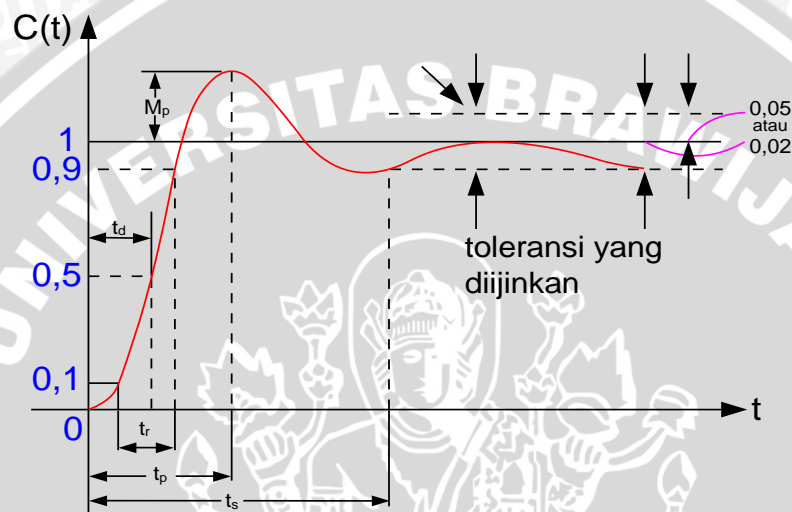 C(t)
UNIVERSITAS BRAWIJA
M_p
1
0,9
t_d
0,5
0,1
0
t_r
t_p
t_s
t
0,05
atau
0,02
toleransi yang
diijinkan